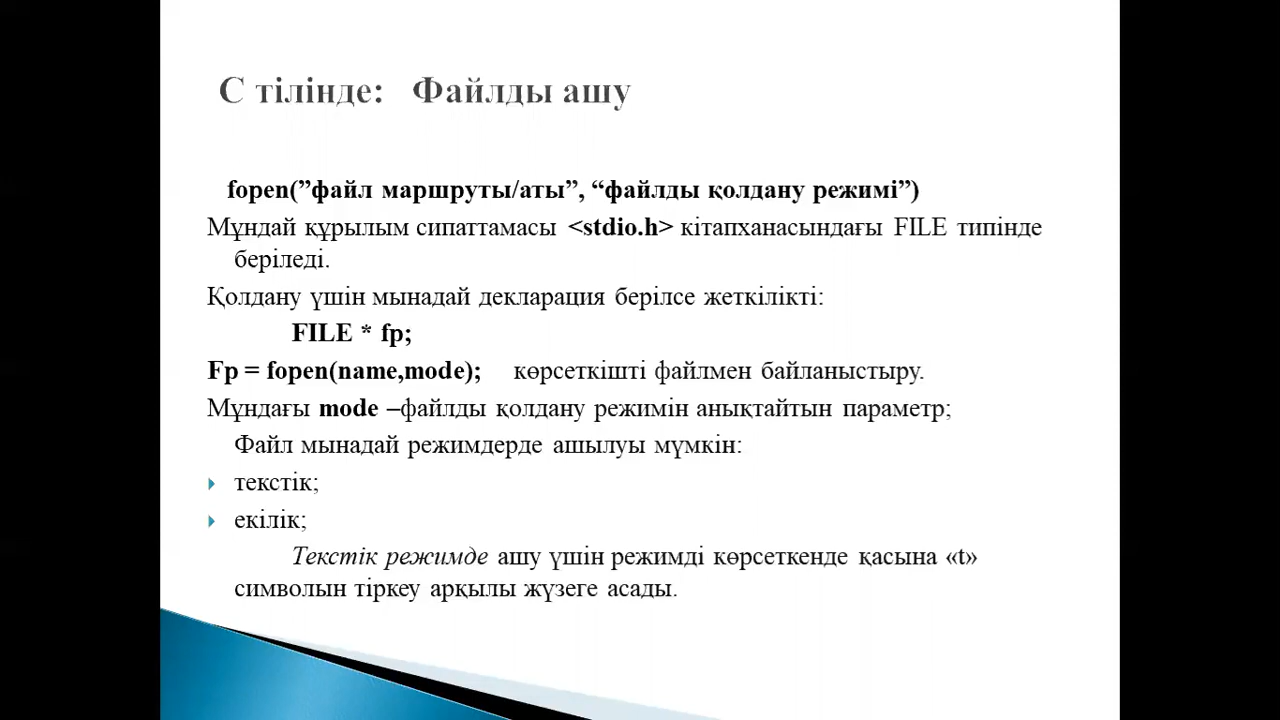 С тілінде: Файлды ашу
fopen(”файл маршруты/аты”, “файлды қолдану режимі”)
Мұндай құрылым сипаттамасы <stdio.h> кітапханасындағы FILE типінде
беріледі.
Қолдану үшін мынадай декларация берілсе жеткілікті:
FILE * fp;
Fp = fopen(name,mode); көрсеткішті файлмен байланыстыру.
Мұндағы mode –файлды қолдану режимін анықтайтын параметр;
Файл мынадай режимдерде ашылуы мүмкін:
текстік;
екілік;
Текстік режимде ашу үшін режимді көрсеткенде қасына «t»
символын тіркеу арқылы жүзеге асады.